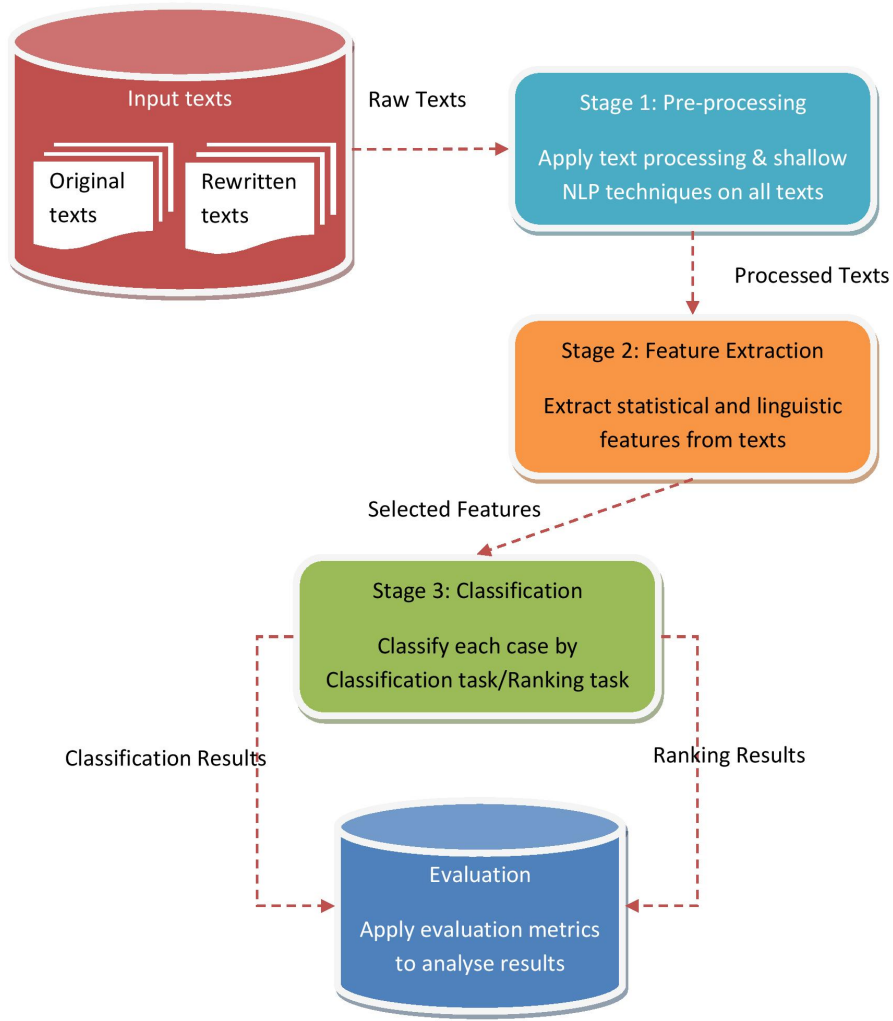 Input texts
Original
texts
Rewritten
texts
Raw Texts
Stage 1: Pre-processing
Apply text processing & shallow
NLP techniques on all texts
Processed Texts
Stage 2: Feature Extraction
Extract statistical and linguistic
features from texts
Selected Features
Stage 3: Classification
Classify each case by
Classification task/Ranking task
Classification Results
Ranking Results
Evaluation
Apply evaluation metrics
to analyse results